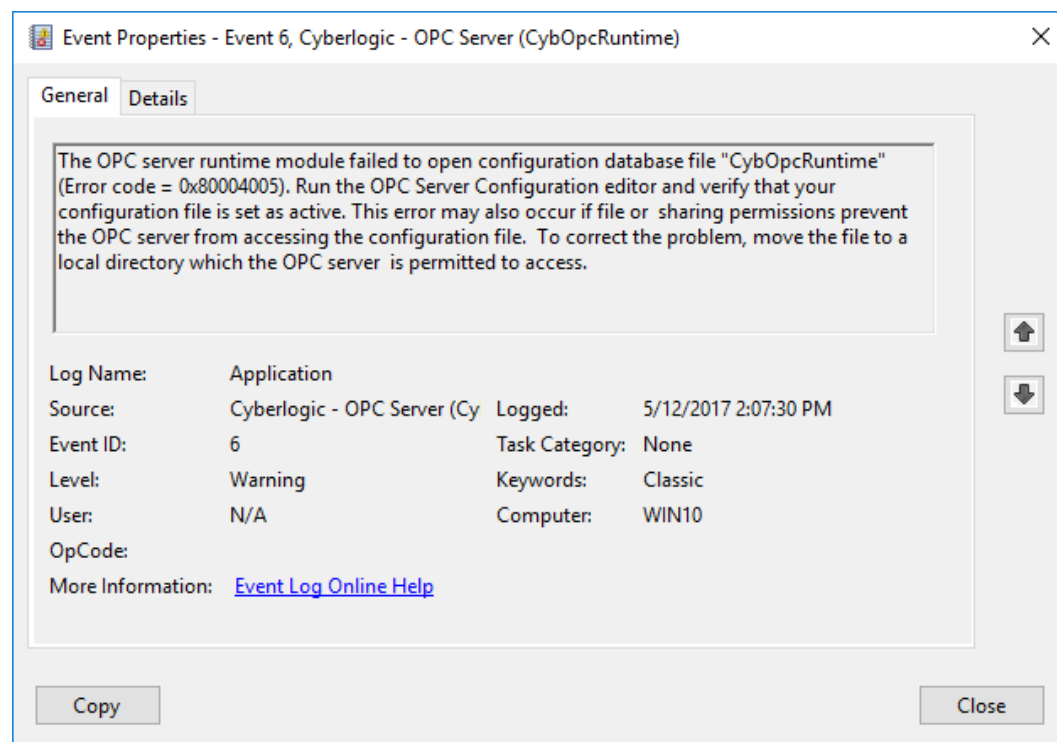 Event Properties - Event 6, Cyberlogic - OPC Server (CybOpcRuntime)
General Details
The OPC server runtime module failed to open configuration database file "CybOpcRuntime"
(Error code = 0x80004005). Run the OPC Server Configuration editor and verify that your
configuration file is set as active. This error may also occur if file or  sharing permissions prevent
the OPC server from accessing the configuration file.  To correct the problem, move the file to a
local directory which the OPC server  is permitted to access.
Log Name: Application
Source: Cyberlogic - OPC Server (Cy Logged: 5/12/2017 2:07:30 PM
Event ID: 6 Task Category: None
Level: Warning Keywords: Classic
User: N/A Computer: WIN10
OpCode:
More Information: Event Log Online Help
Copy Close